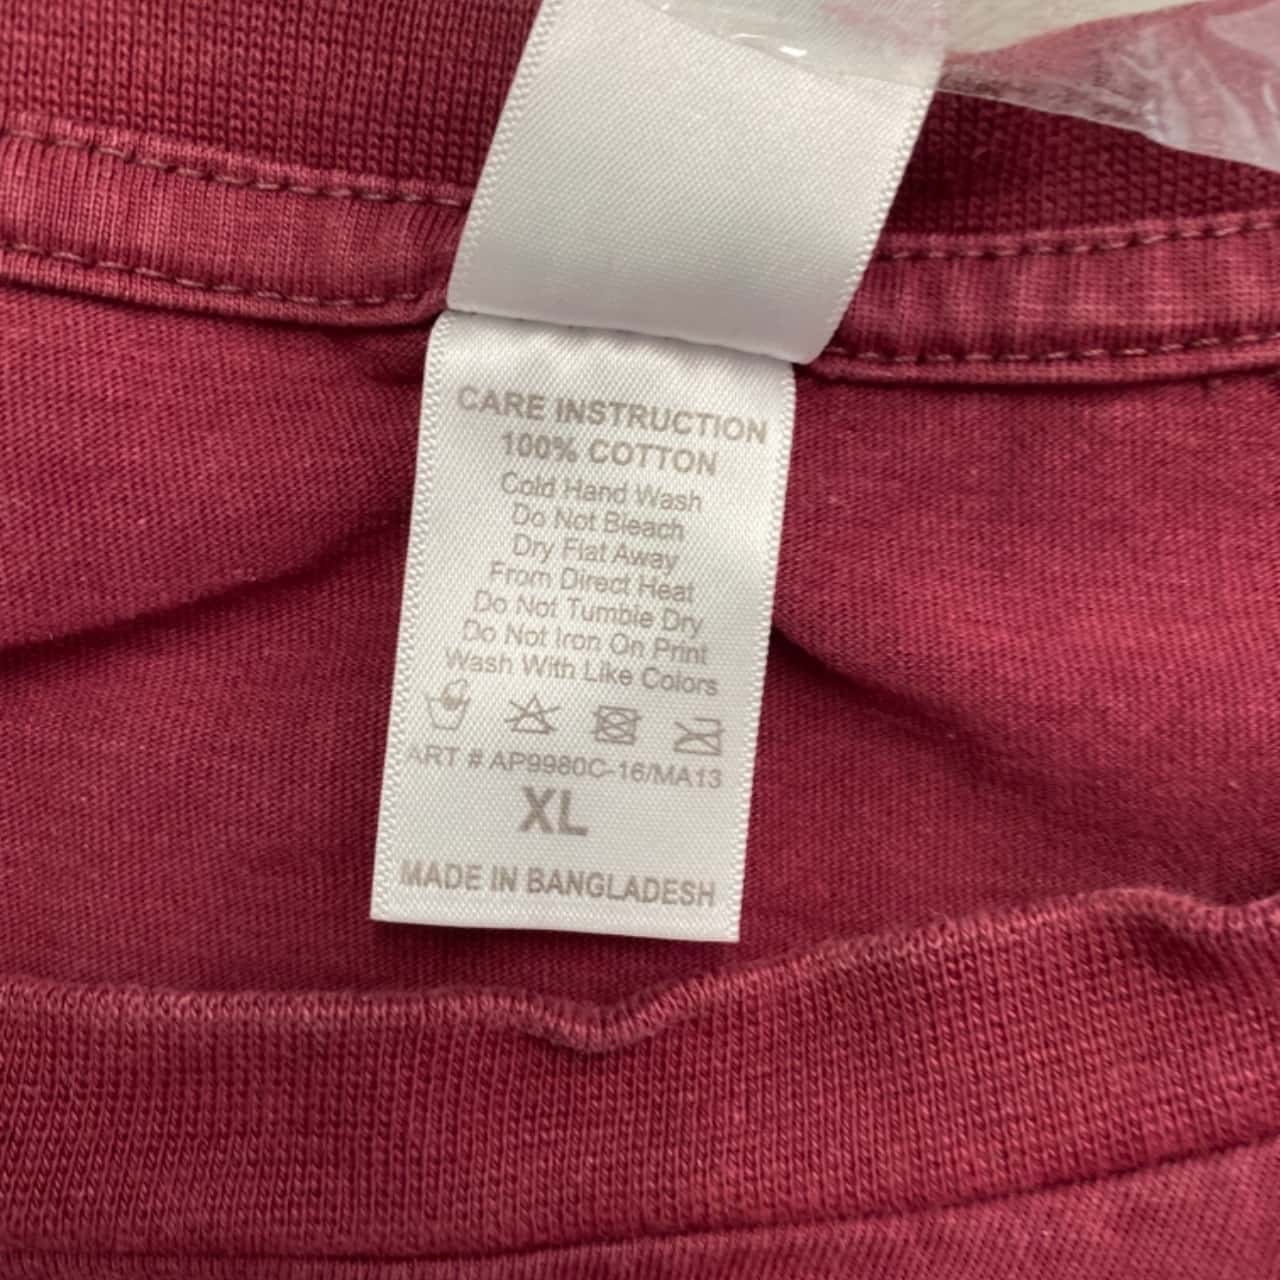 CARE INSTRUCTION
100% COTTON
Cold Hand Wash
Do Not Bleach
Dry Flat Away
From Direct Heat
Do Not Tumble Dry
Do Not Iron On Print
Wash With Like Colors
ART # AP9980C-16/MA13
XL
MADE IN BANGLADESH